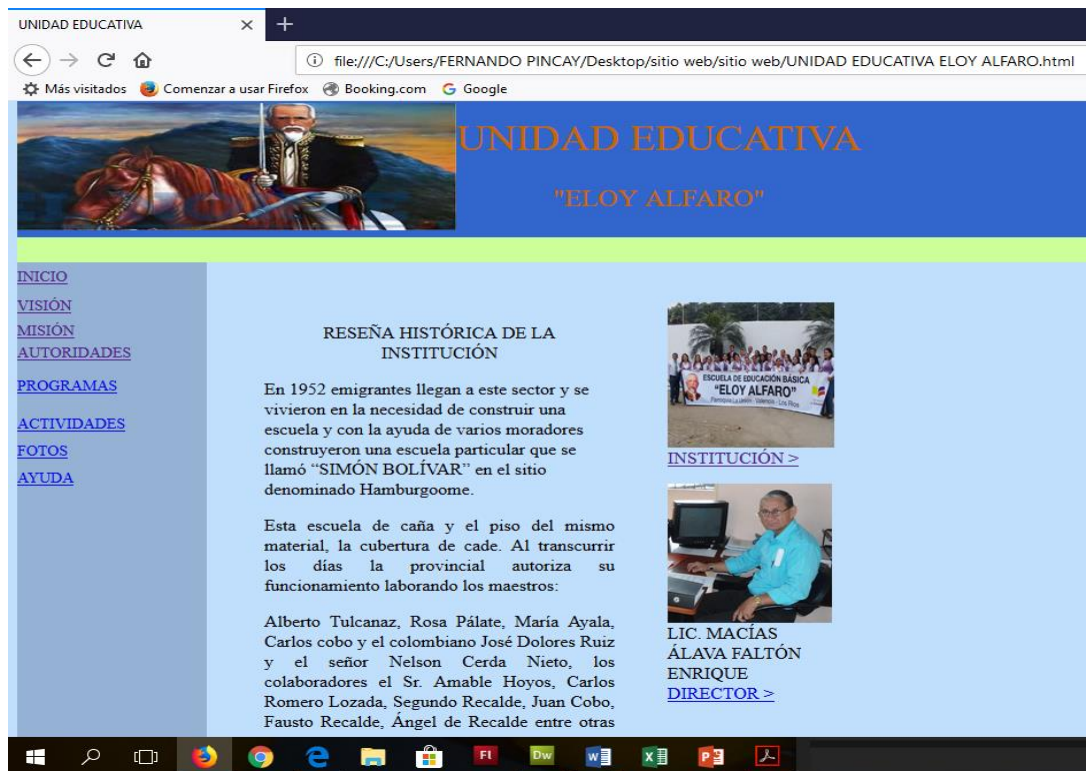 UNIDAD EDUCATIVA
file:///C:/Users/FERNANDO PINCAY/Desktop/sitio web/sitio web/UNIDAD EDUCATIVA ELOY ALFARO.html
Más visitados Comenzar a usar Firefox Booking.com G Google
UNIDAD EDUCATIVA
"ELOY ALFARO"
INICIO
VISIÓN
MISIÓN
AUTORIDADES
PROGRAMAS
ACTIVIDADES
FOTOS
AYUDA
RESEÑA HISTÓRICA DE LA
INSTITUCIÓN
En 1952 emigrantes llegan a este sector y se
vivieron en la necesidad de construir una
escuela y con la ayuda de varios moradores
construyeron una escuela particular que se
llamó “SIMÓN BOLÍVAR” en el sitio
denominado Hamburgoome.
Esta escuela de caña y el piso del mismo
material, la cubertura de cade. Al transcurrir
los días la provincial autoriza su
funcionamiento laborando los maestros:
Alberto Tulcanaz, Rosa Pálate, María Ayala,
Carlos cobo y el colombiano José Dolores Ruiz
y el señor Nelson Cerda Nieto, los
colaboradores el Sr. Amable Hoyos, Carlos
Romero Lozada, Segundo Recalde, Juan Cobo,
Fausto Recalde, Ángel de Recalde entre otras
ESCUELA DE EDUCACIÓN BÁSICA
"ELOY ALFARO"
Valencia - Los Ríos
INSTITUCIÓN >
LIC. MACÍAS
ÁLAVA FALTÓN
ENRIQUE
DIRECTOR >
Fl Dw